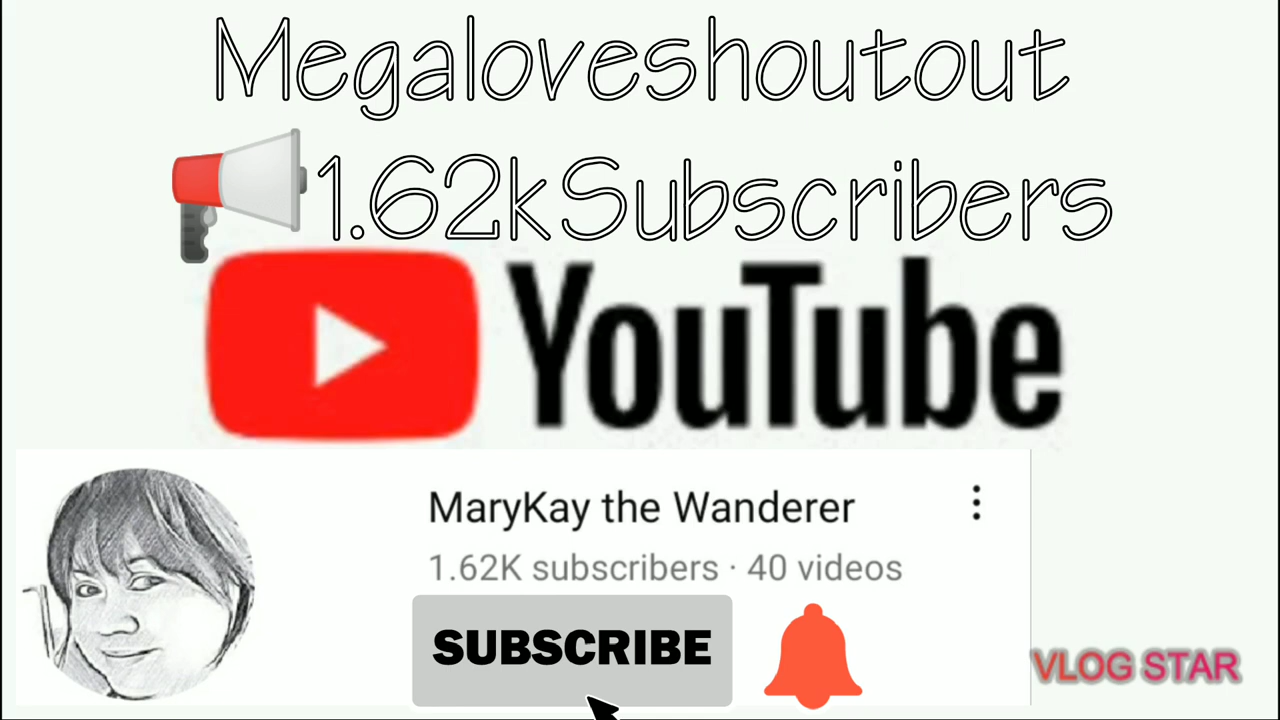 Megaloveshoutout
1.62kSubscribers
YouTube
MaryKay the Wanderer
1.62K subscribers · 40 videos
SUBSCRIBE
VLOG STAR